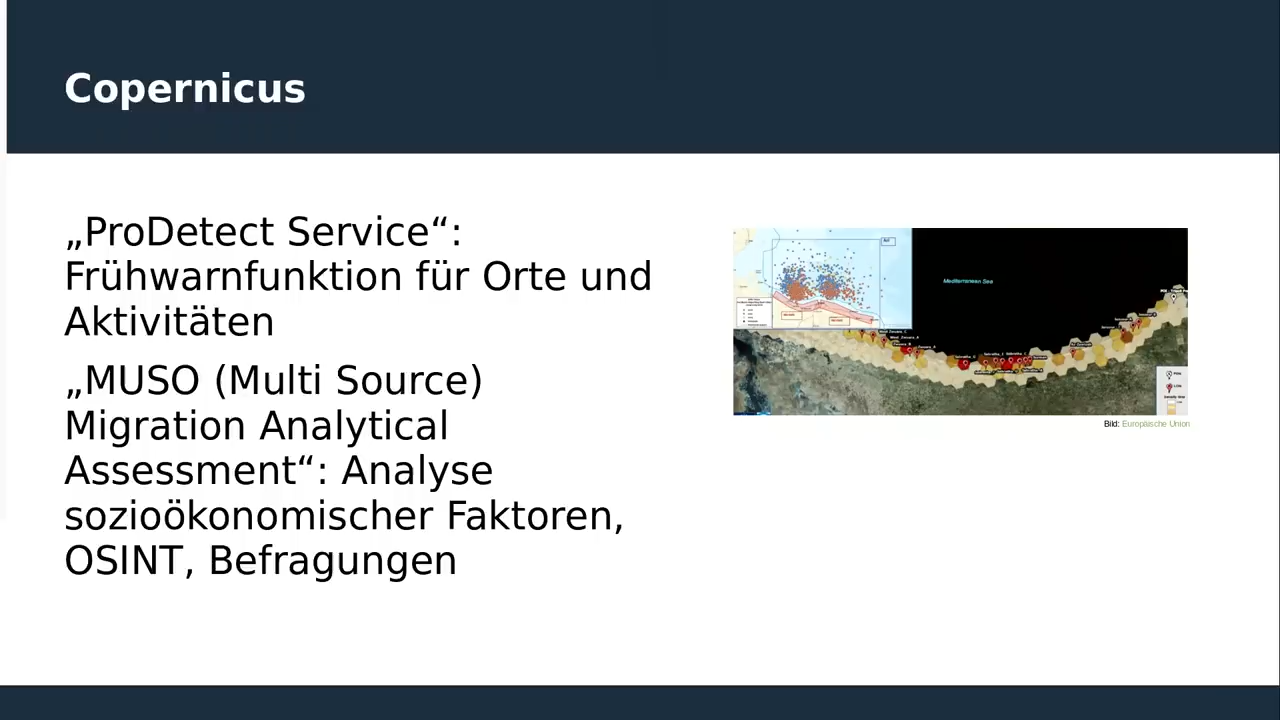 Copernicus
„ProDetect Service“:
Frühwarnfunktion für Orte und
Aktivitäten
„MUSO (Multi Source)
Migration Analytical
Assessment“: Analyse
sozioökonomischer Faktoren,
OSINT, Befragungen
Mediterranean Sea
Bild: Europäische Union